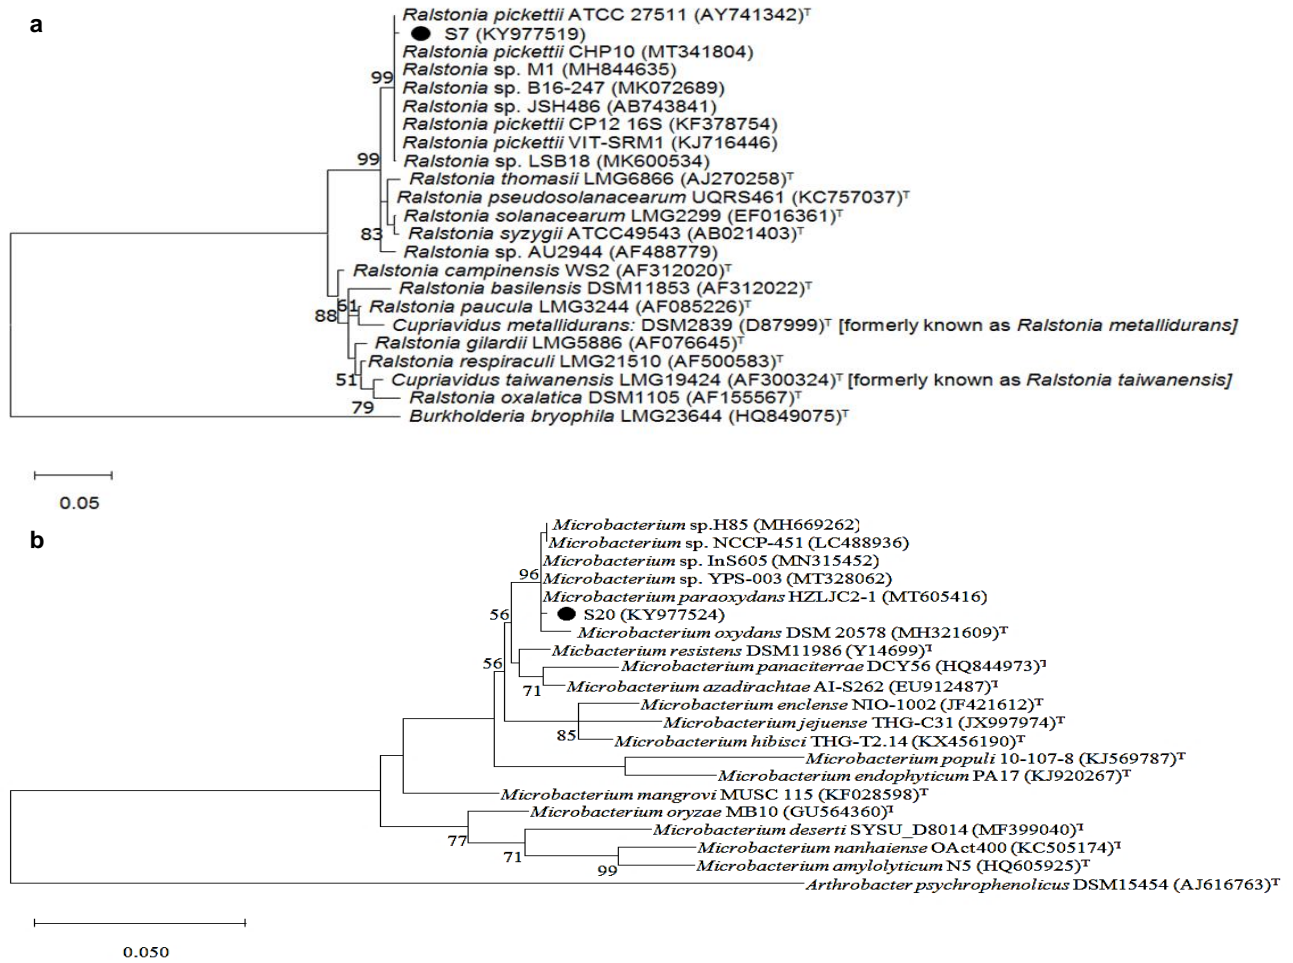 a
Ralstonia pickettii ATCC 27511 (AY741342)ᵀ
S7 (KY977519)
Ralstonia pickettii CHP10 (MT341804)
Ralstonia sp. M1 (MH844635)
99
Ralstonia sp. B16-247 (MK072689)
Ralstonia sp. JSH486 (AB743841)
Ralstonia pickettii CP12 16S (KF378754)
Ralstonia pickettii VIT-SRM1 (KJ716446)
99
Ralstonia sp. LSB18 (MK600534)
Ralstonia thomasii LMG6866 (AJ270258)ᵀ
Ralstonia pseudosolanacearum UQRS461 (KC757037)ᵀ
Ralstonia solanacearum LMG2299 (EF016361)ᵀ
83
Ralstonia syzygii ATCC49543 (AB021403)ᵀ
Ralstonia sp. AU2944 (AF488779)
Ralstonia campinensis WS2 (AF312020)ᵀ
Ralstonia basilensis DSM11853 (AF312022)ᵀ
61
Ralstonia paucula LMG3244 (AF085226)ᵀ
88
Cupriavidus metallidurans: DSM2839 (D87999)ᵀ [formerly known as Ralstonia metallidurans]
Ralstonia gilardii LMG5886 (AF076645)ᵀ
Ralstonia respiraculi LMG21510 (AF500583)ᵀ
51
Cupriavidus taiwanensis LMG19424 (AF300324)ᵀ [formerly known as Ralstonia taiwanensis]
Ralstonia oxalatica DSM1105 (AF155567)ᵀ
79
Burkholderia bryophila LMG23644 (HQ849075)ᵀ
0.05
b
Microbacterium sp.H85 (MH669262)
Microbacterium sp. NCCP-451 (LC488936)
Microbacterium sp. InS605 (MN315452)
96
Microbacterium sp. YPS-003 (MT328062)
Microbacterium paraoxydans HZLJC2-1 (MT605416)
56
S20 (KY977524)
Microbacterium oxydans DSM 20578 (MH321609)ᵀ
Micbacterium resistens DSM11986 (Y14699)ᵀ
56
Microbacterium panaciterrae DCY56 (HQ844973)ᵀ
71
Microbacterium azadirachtae AI-S262 (EU912487)ᵀ
Microbacterium enclense NIO-1002 (JF421612)ᵀ
Microbacterium jejuense THG-C31 (JX997974)ᵀ
85
Microbacterium hibisci THG-T2.14 (KX456190)ᵀ
Microbacterium populi 10-107-8 (KJ569787)ᵀ
Microbacterium endophyticum PA17 (KJ920267)ᵀ
Microbacterium mangrovi MUSC 115 (KF028598)ᵀ
Microbacterium oryzae MB10 (GU564360)ᵀ
77
Microbacterium deserti SYSU_D8014 (MF399040)ᵀ
71
Microbacterium nanhaiense OAct400 (KC505174)ᵀ
99
Microbacterium amylolyticum N5 (HQ605925)ᵀ
Arthrobacter psychrophenolicus DSM15454 (AJ616763)ᵀ
0.050